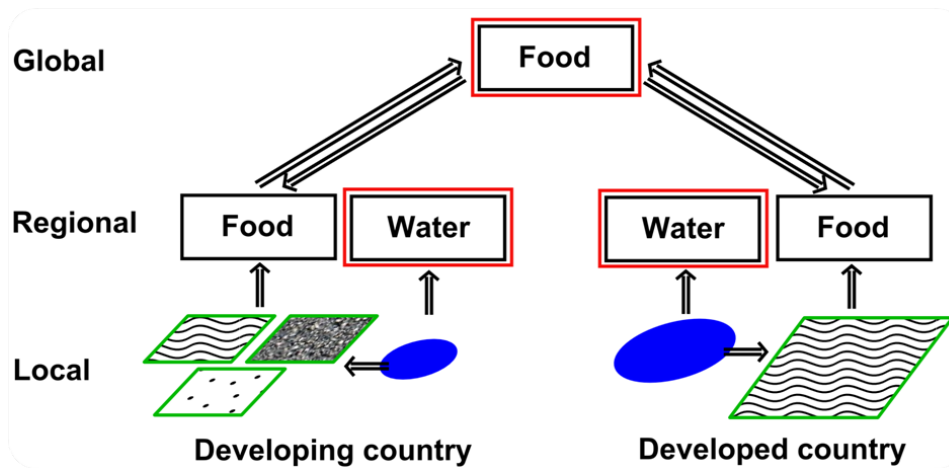 Global
Food
Regional
Food
Water
Water
Food
Local
Developing country
Developed country